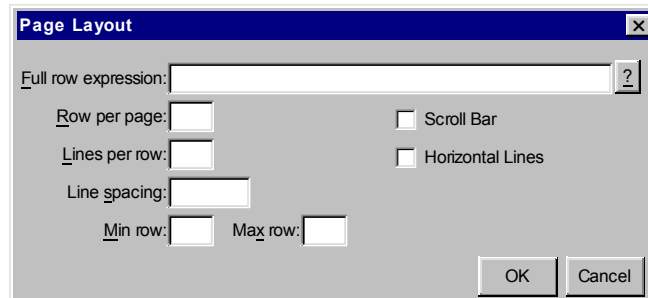 Page Layout
Full row expression: ?
Row per page: Scroll Bar
Lines per row: Horizontal Lines
Line spacing:
Min row: Max row:
OK Cancel